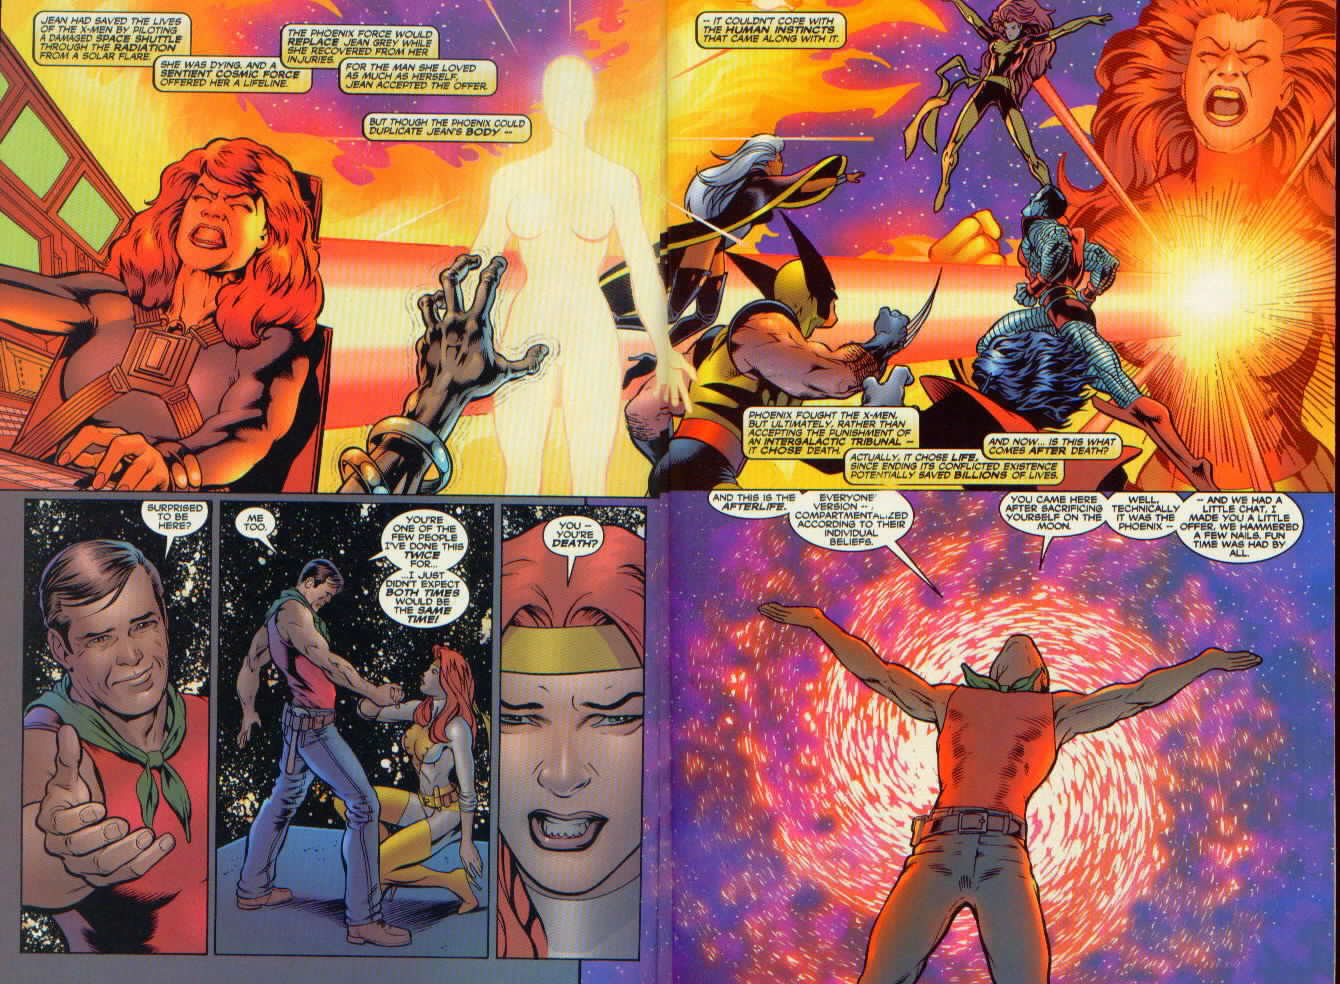 JEAN HAD SAVED THE LIVES
OF THE X-MEN BY PILOTING
A DAMAGED SPACE SHUTTLE
THROUGH THE RADIATION
FROM A SOLAR FLARE.
SHE WAS DYING, AND A
SENTIENT COSMIC FORCE
OFFERED HER A LIFELINE.
THE PHOENIX FORCE WOULD
REPLACE JEAN GREY WHILE
SHE RECOVERED FROM HER
INJURIES.
FOR THE MAN SHE LOVED
AS MUCH AS HERSELF,
JEAN ACCEPTED THE OFFER.
BUT THOUGH THE PHOENIX COULD
DUPLICATE JEAN'S BODY --
-- IT COULDN'T COPE WITH
THE HUMAN INSTINCTS
THAT CAME ALONG WITH IT.
PHOENIX FOUGHT THE X-MEN,
BUT ULTIMATELY, RATHER THAN
ACCEPTING THE PUNISHMENT OF
AN INTERGALACTIC TRIBUNAL --
IT CHOSE DEATH.
ACTUALLY, IT CHOSE LIFE,
SINCE ENDING ITS CONFLICTED EXISTENCE
POTENTIALLY SAVED BILLIONS OF LIVES.
AND NOW... IS THIS WHAT
COMES AFTER DEATH?
SURPRISED
TO BE
HERE?
ME
TOO.
YOU'RE
ONE OF THE
FEW PEOPLE
I'VE DONE THIS
TWICE
FOR...
...I JUST
DIDN'T EXPECT
BOTH TIMES
WOULD BE
THE SAME
TIME!
YOU --
YOU'RE
DEATH?
AND THIS IS THE
AFTERLIFE.
EVERYONE'
VERSION --
COMPARTMENTALIZED
ACCORDING TO THEIR
INDIVIDUAL
BELIEFS.
YOU CAME HERE
AFTER SACRIFICING
YOURSELF ON THE
MOON.
WELL,
TECHNICALLY
IT WAS THE
PHOENIX --
-- AND WE HAD A
LITTLE CHAT, I
MADE YOU A LITTLE
OFFER, WE HAMMERED
A FEW NAILS. FUN
TIME WAS HAD BY
ALL.